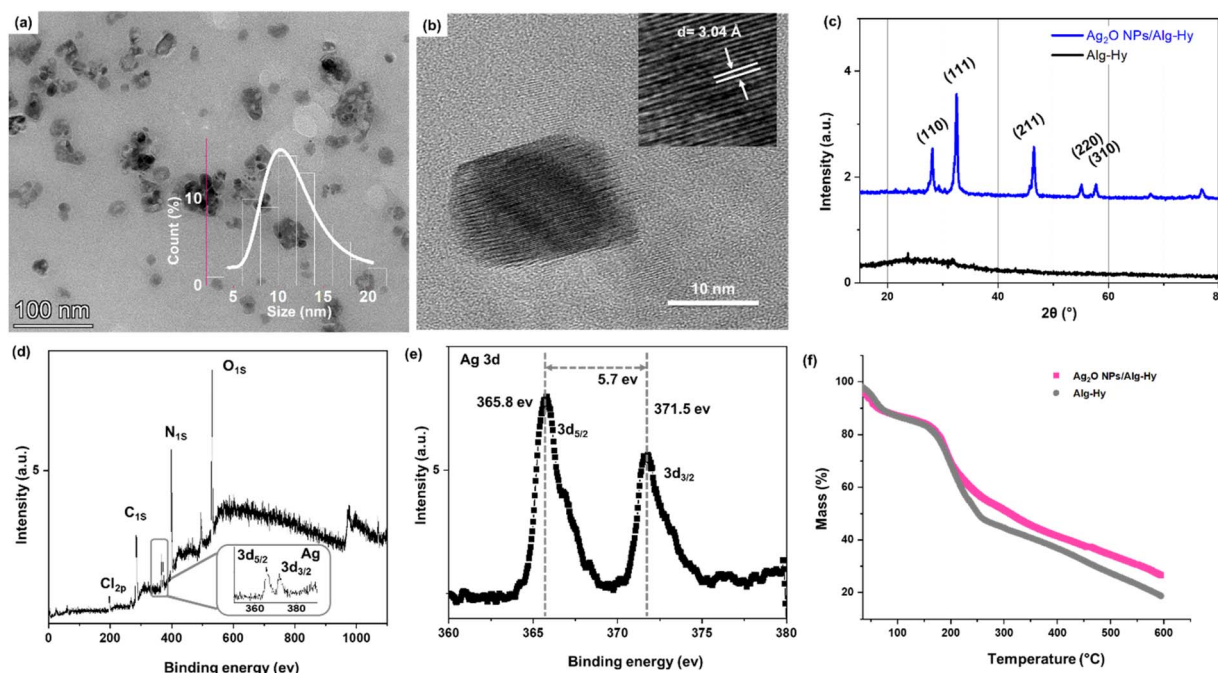 (a)
Count (%)
10
0
5 10 15 20
Size (nm)
100 nm
(b)
d= 3.04 Å
10 nm
(c)
Ag₂O NPs/Alg-Hy
Alg-Hy
(110)
(111)
(211)
(220)
(310)
4
2
0
Intensity (a.u.)
20 40 60 80
2θ (°)
(d)
O1S
N1S
C1S
Cl2p
5
Intensity (a.u.)
3d5/2
Ag
3d3/2
360 380
0 200 400 600 800 1000
Binding energy (ev)
(e)
Ag 3d
5.7 ev
365.8 ev
371.5 ev
3d5/2
3d3/2
5
Intensity (a.u.)
360 365 370 375 380
Binding energy (ev)
(f)
Ag₂O NPs/Alg-Hy
Alg-Hy
100
80
60
40
20
Mass (%)
100 200 300 400 500 600
Temperature (°C)